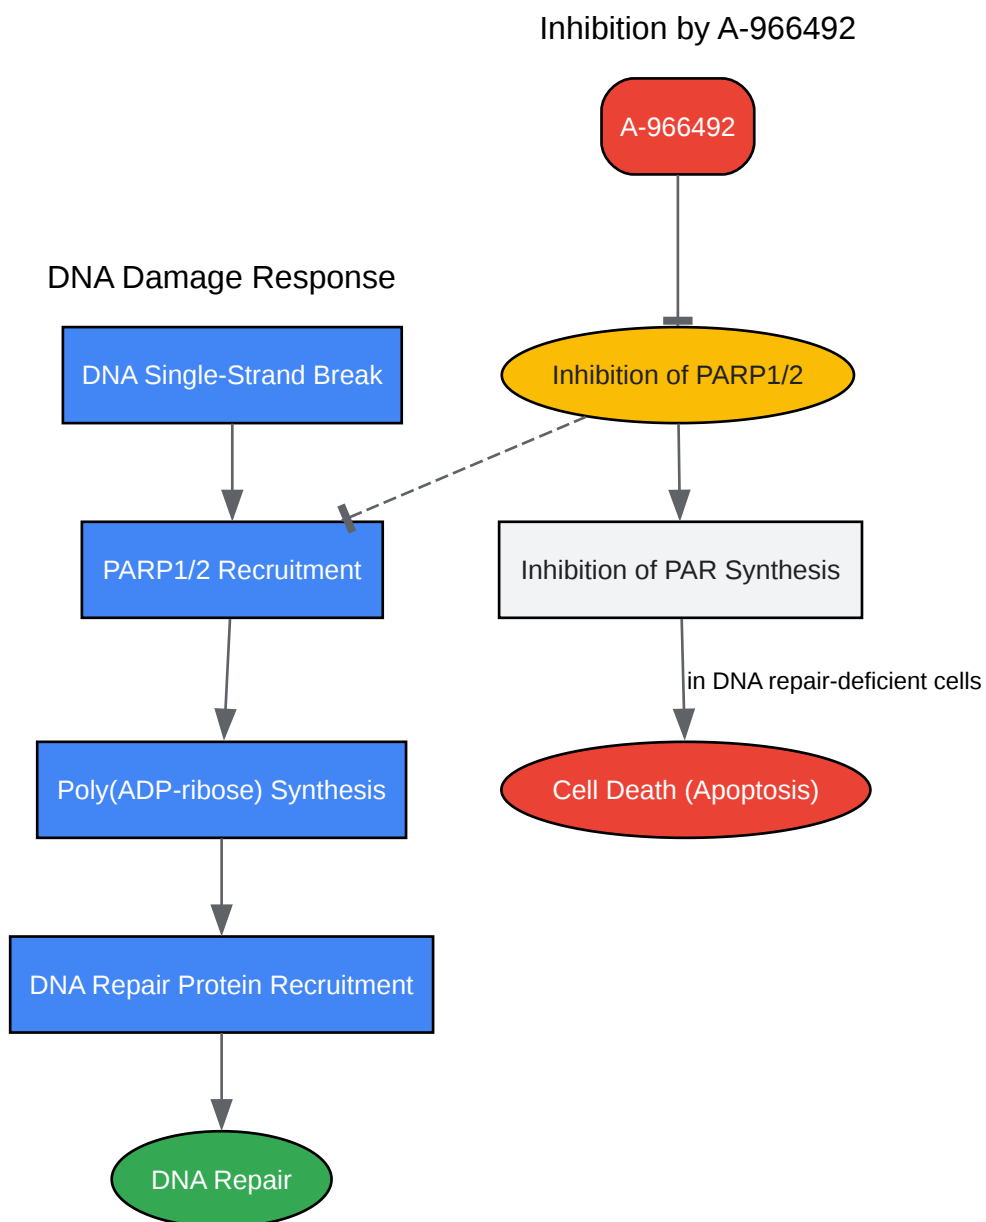 Inhibition by A-966492
A-966492
DNA Damage Response
DNA Single-Strand Break
Inhibition of PARP1/2
PARP1/2 Recruitment
Inhibition of PAR Synthesis
in DNA repair-deficient cells
Poly(ADP-ribose) Synthesis
Cell Death (Apoptosis)
DNA Repair Protein Recruitment
DNA Repair